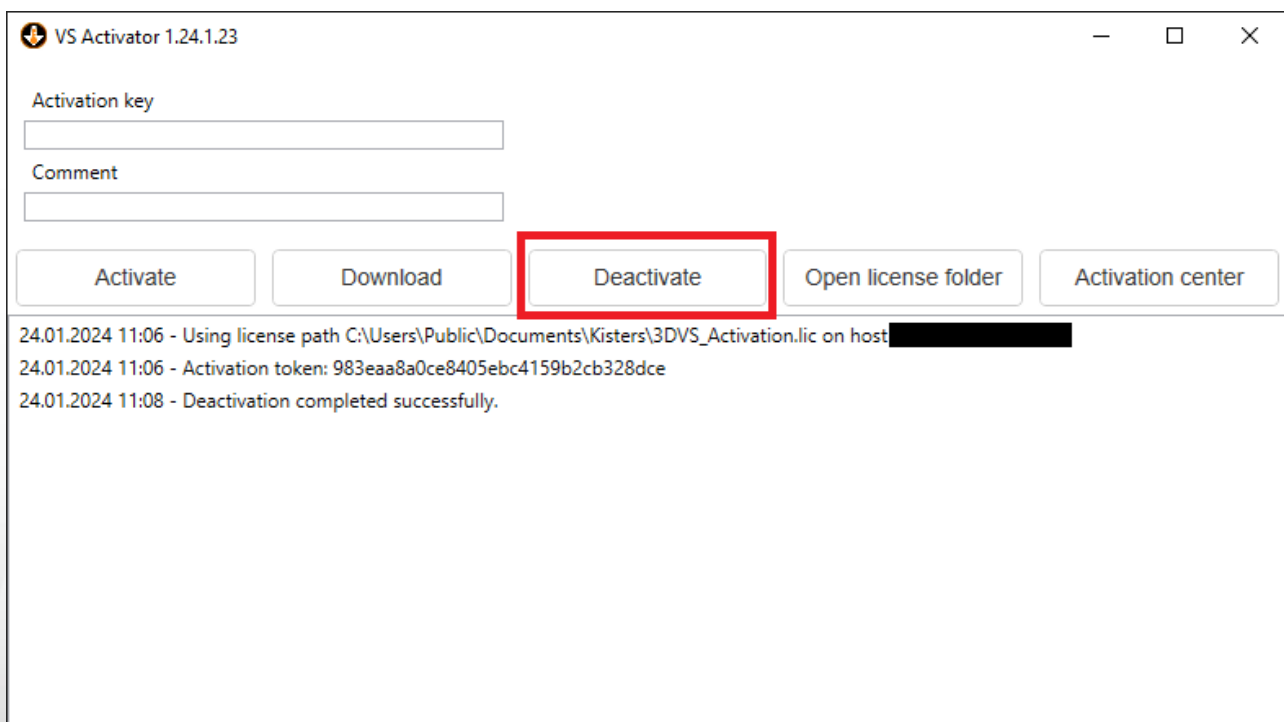 VS Activator 1.24.1.23
Activation key
Comment
Activate Download Deactivate Open license folder Activation center
24.01.2024 11:06 - Using license path C:\Users\Public\Documents\Kisters\3DVS_Activation.lic on host
24.01.2024 11:06 - Activation token: 983eaa8a0ce8405ebc4159b2cb328dce
24.01.2024 11:08 - Deactivation completed successfully.